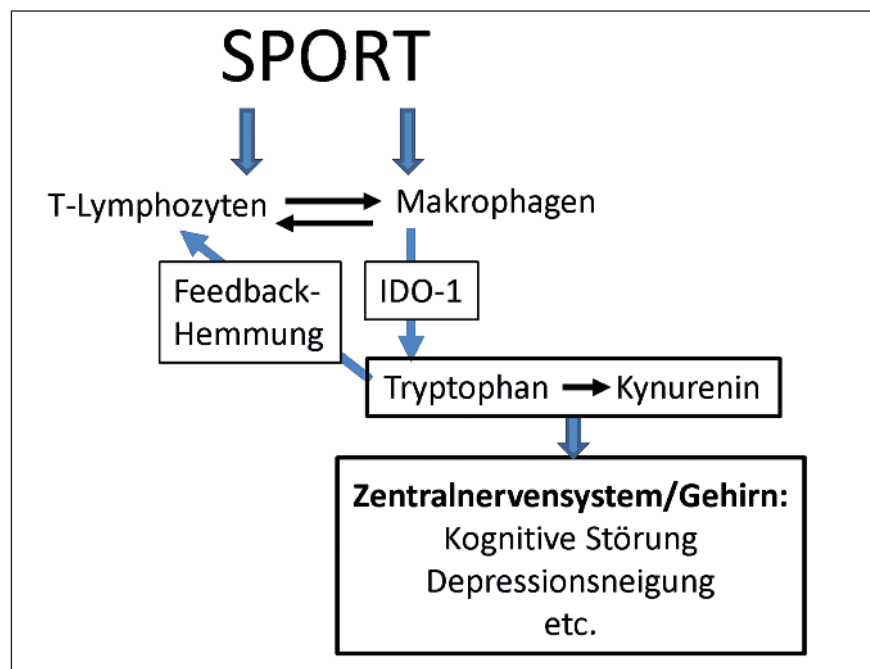 SPORT
T-Lymphozyten
Makrophagen
Feedback-
Hemmung
IDO-1
Tryptophan
Kynurenin
Zentralnervensystem/Gehirn:
Kognitive Störung
Depressionsneigung
etc.